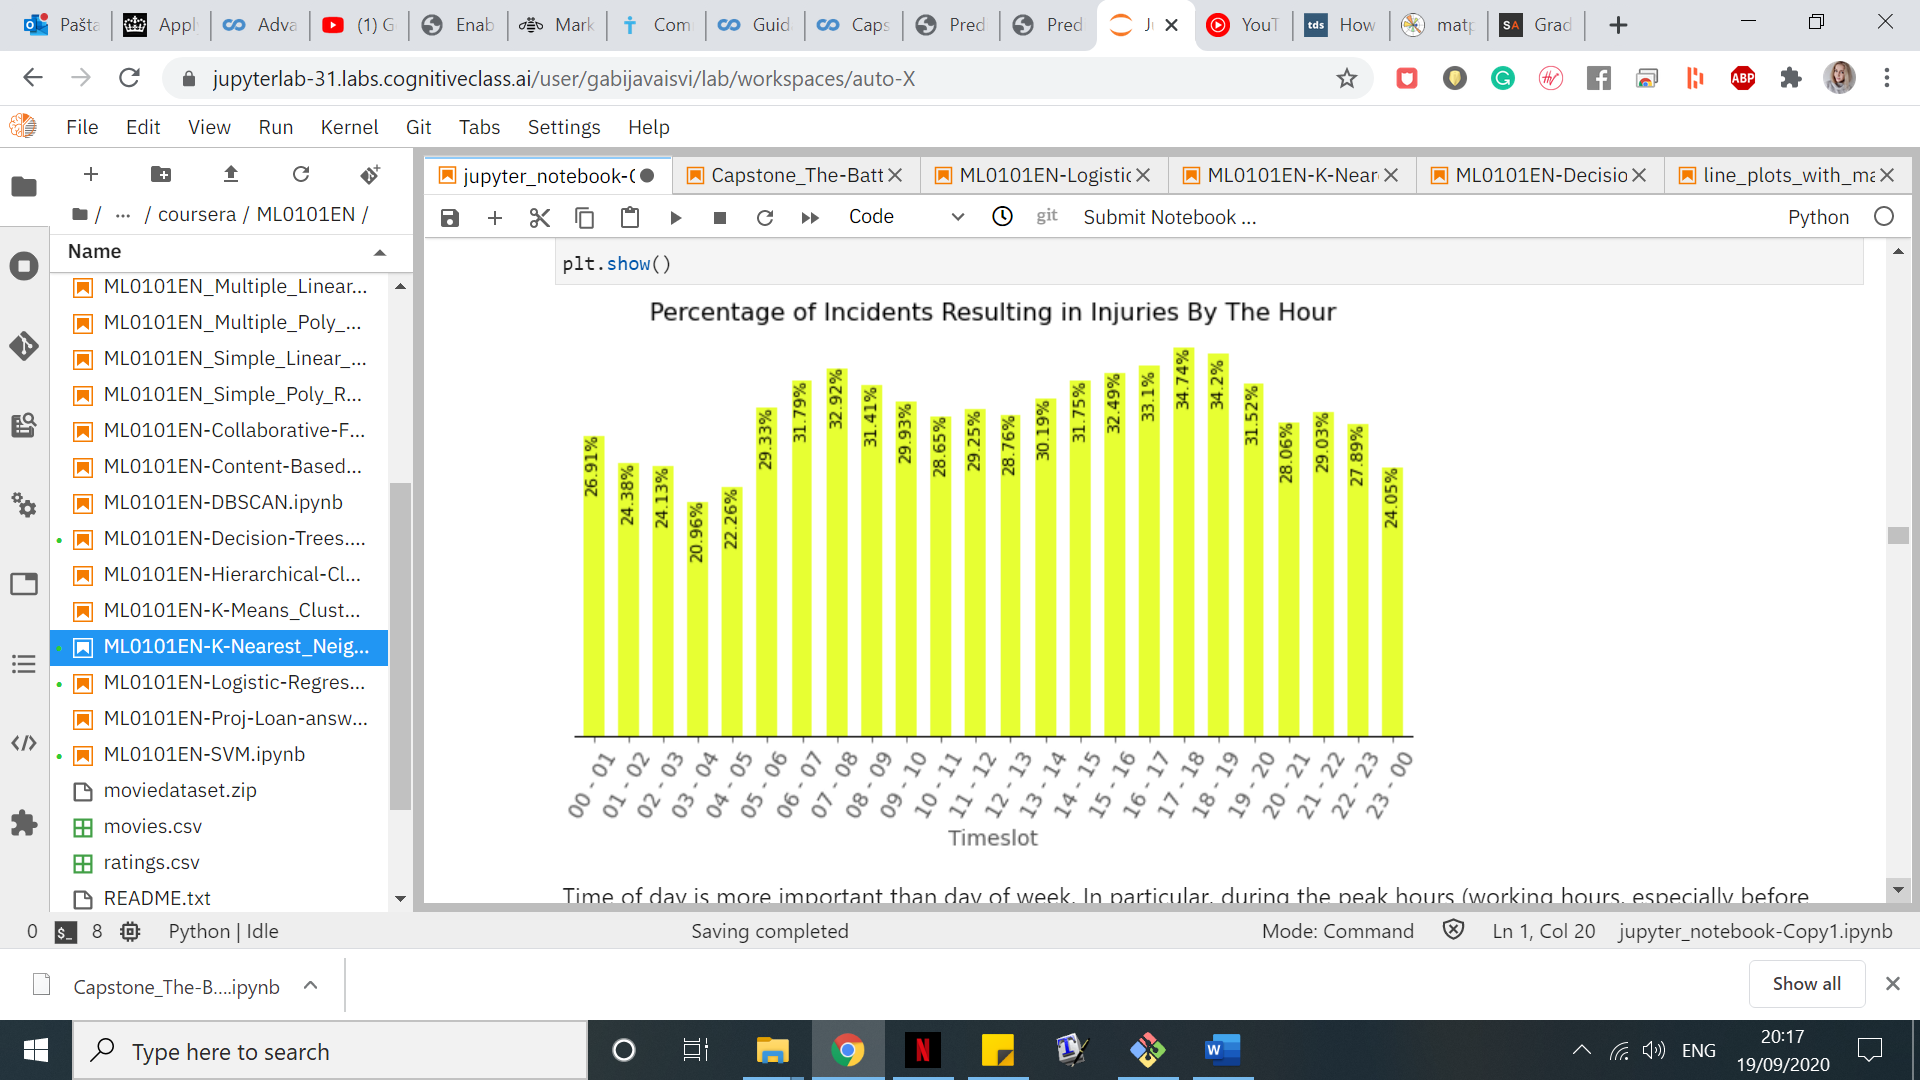 Pašta
Appl
Adva
(1) G
Enab
Mark
Com
Guid
Caps
Pred
Pred
J
YouT
tds How
matp
SA Grad
jupyterlab-31.labs.cognitiveclass.ai/user/gabijavaisvi/lab/workspaces/auto-X
ABP
File Edit View Run Kernel Git Tabs Settings Help
jupyter_notebook-C
Capstone_The-Batt
ML0101EN-Logistic
ML0101EN-K-Near
ML0101EN-Decisio
line_plots_with_ma
/ ... / coursera / ML0101EN /
Code
git
Submit Notebook ...
Python
Name
ML0101EN_Multiple_Linear...
ML0101EN_Multiple_Poly_...
ML0101EN_Simple_Linear_...
ML0101EN_Simple_Poly_R...
ML0101EN-Collaborative-F...
ML0101EN-Content-Based...
ML0101EN-DBSCAN.ipynb
ML0101EN-Decision-Trees....
ML0101EN-Hierarchical-Cl...
ML0101EN-K-Means_Clust...
ML0101EN-K-Nearest_Neig...
ML0101EN-Logistic-Regres...
ML0101EN-Proj-Loan-answ...
ML0101EN-SVM.ipynb
moviedataset.zip
movies.csv
ratings.csv
README.txt
plt.show()
Percentage of Incidents Resulting in Injuries By The Hour
26.91%
24.38%
24.13%
20.96%
22.26%
29.33%
31.79%
32.92%
31.41%
29.93%
28.65%
29.25%
28.76%
30.19%
31.75%
32.49%
33.1%
34.74%
34.2%
31.52%
28.06%
29.03%
27.89%
24.05%
00 - 01
01 - 02
02 - 03
03 - 04
04 - 05
05 - 06
06 - 07
07 - 08
08 - 09
09 - 10
10 - 11
11 - 12
12 - 13
13 - 14
14 - 15
15 - 16
16 - 17
17 - 18
18 - 19
19 - 20
20 - 21
21 - 22
22 - 23
23 - 00
Timeslot
Time of day is more important than day of week. In particular, during the peak hours (working hours, especially before
0 $_ 8 Python | Idle
Saving completed
Mode: Command
Ln 1, Col 20
jupyter_notebook-Copy1.ipynb
Capstone_The-B....ipynb
Show all
Type here to search
N
W
ENG
20:17
19/09/2020